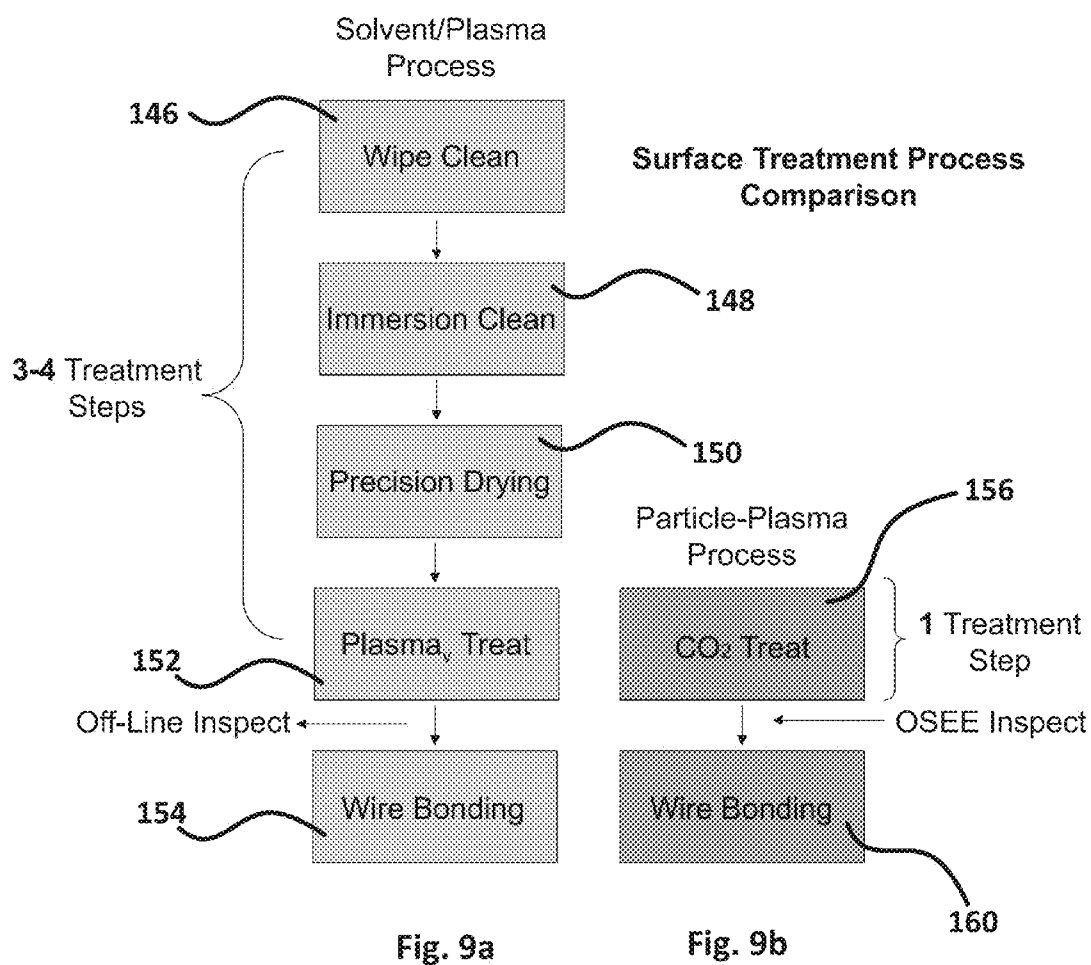 Solvent/Plasma
Process
146
Wipe Clean
Surface Treatment Process
Comparison
148
Immersion Clean
3-4 Treatment
Steps
150
Precision Drying
156
Particle-Plasma
Process
Plasmaᵥ Treat
CO₂ Treat
1 Treatment
Step
152
Off-Line Inspect
OSEE Inspect
154
Wire Bonding
Wire Bonding
160
Fig. 9a
Fig. 9b